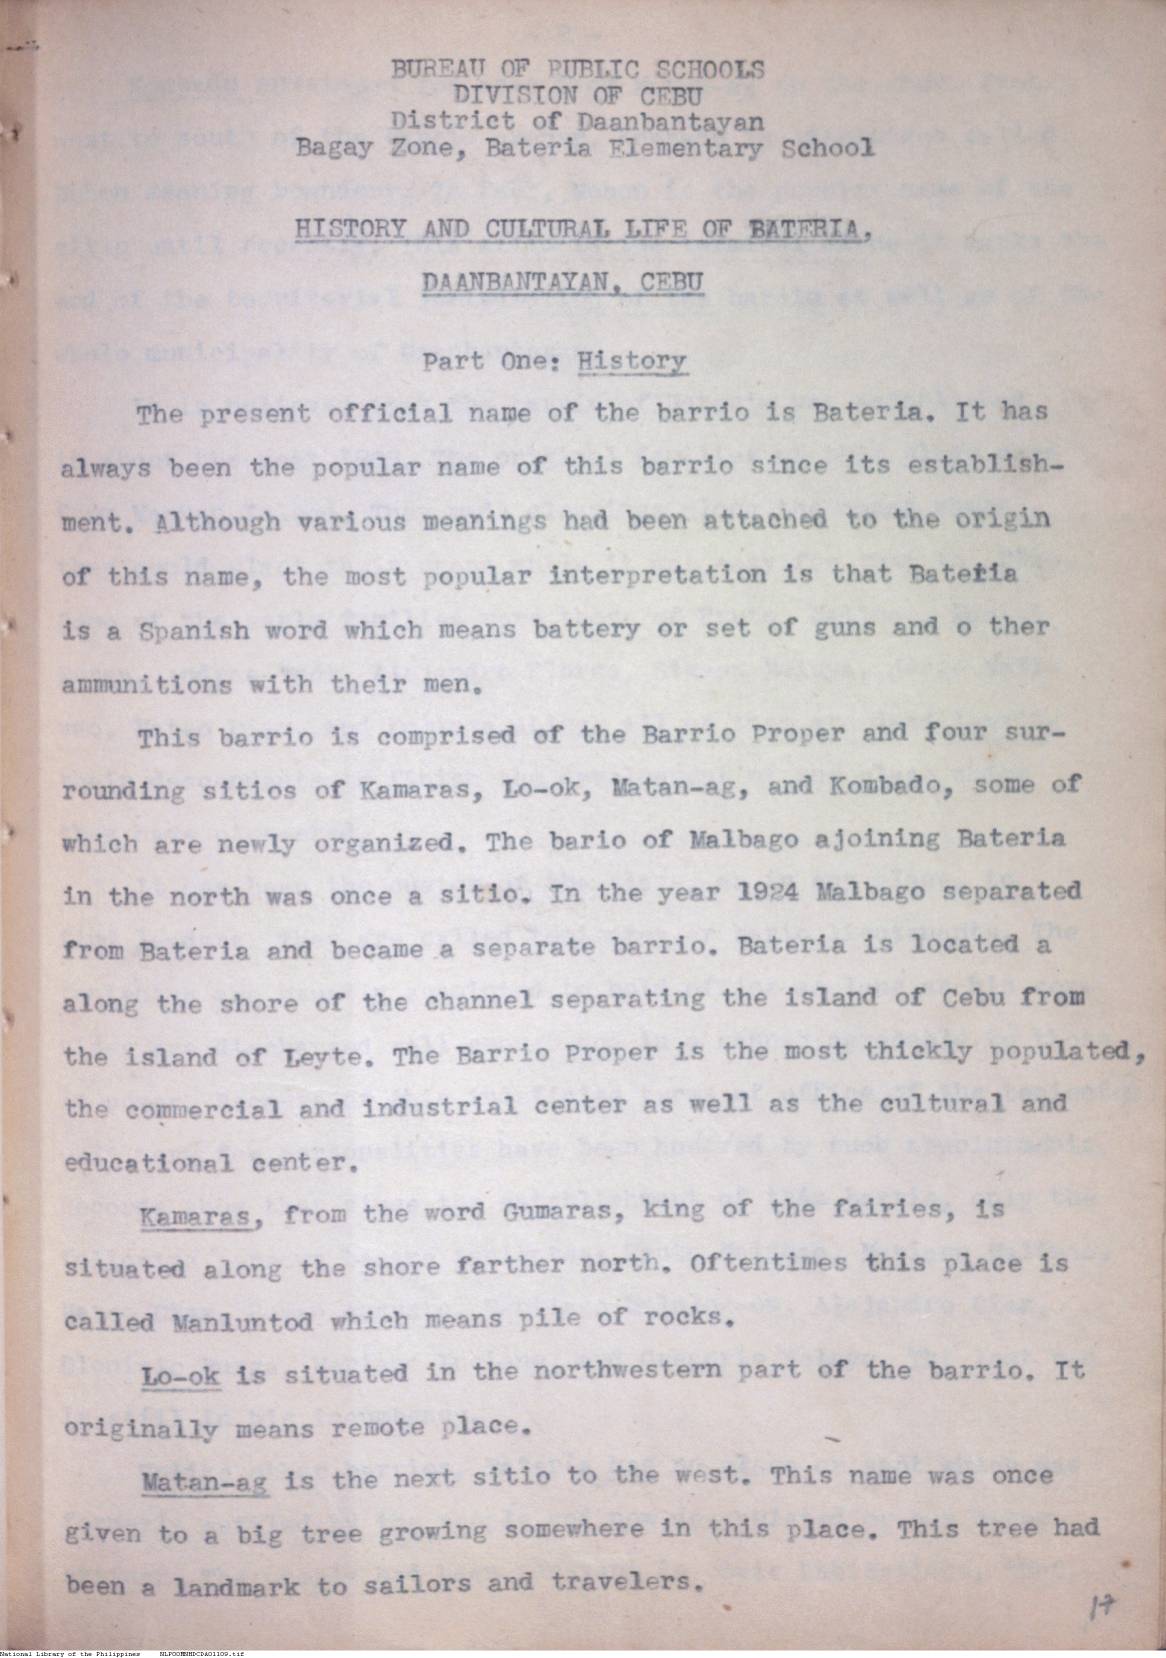 BUREAU OF PUBLIC SCHOOLS
DIVISION OF CEBU
District of Daanbantayan
Bagay Zone, Bateria Elementary School
HISTORY AND CULTURAL LIFE OF BATERIA,
DAANBANTAYAN, CEBU
Part One: History
The present official name of the barrio is Bateria. It has
always been the popular name of this barrio since its establish-
ment. Although various meanings had been attached to the origin
of this name, the most popular interpretation is that Bateria
is a Spanish word which means battery or set of guns and o ther
ammunitions with their men.
This barrio is comprised of the Barrio Proper and four sur-
rounding sitios of Kamaras, Lo-ok, Matan-ag, and Kombado, some of
which are newly organized. The bario of Malbago ajoining Bateria
in the north was once a sitio. In the year 1924 Malbago separated
from Bateria and became a separate barrio. Bateria is located a
along the shore of the channel separating the island of Cebu from
the island of Leyte. The Barrio Proper is the most thickly populated,
the commercial and industrial center as well as the cultural and
educational center.
Kamaras, from the word Gumaras, king of the fairies, is
situated along the shore farther north. Oftentimes this place is
called Manluntod which means pile of rocks.
Lo-ok is situated in the northwestern part of the barrio. It
originally means remote place.
Matan-ag is the next sitio to the west. This name was once
given to a big tree growing somewhere in this place. This tree had
been a landmark to sailors and travelers.
17
National Library of the Philippines NLPOORNHDCDA01109.tif